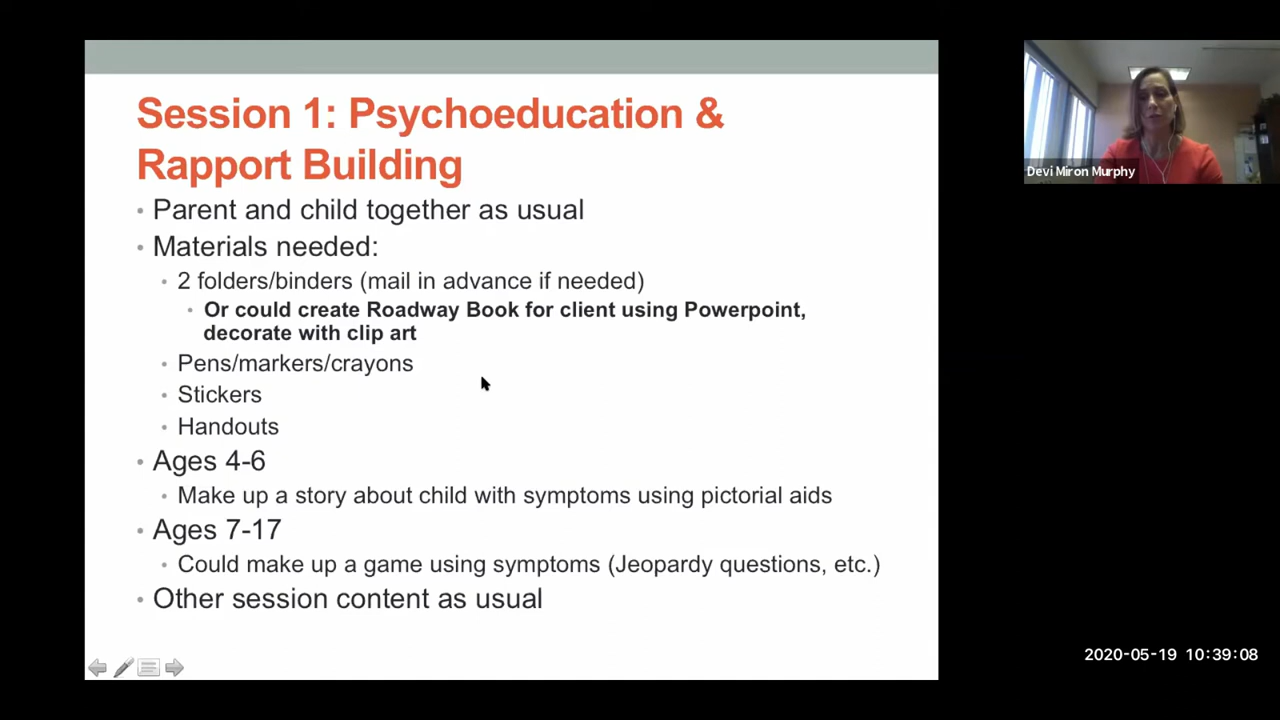 Session 1: Psychoeducation &
Rapport Building
• Parent and child together as usual
• Materials needed:
• 2 folders/binders (mail in advance if needed)
• Or could create Roadway Book for client using Powerpoint,
decorate with clip art
• Pens/markers/crayons
• Stickers
• Handouts
• Ages 4-6
• Make up a story about child with symptoms using pictorial aids
• Ages 7-17
• Could make up a game using symptoms (Jeopardy questions, etc.)
• Other session content as usual
Devi Miron Murphy
2020-05-19 10:39:08